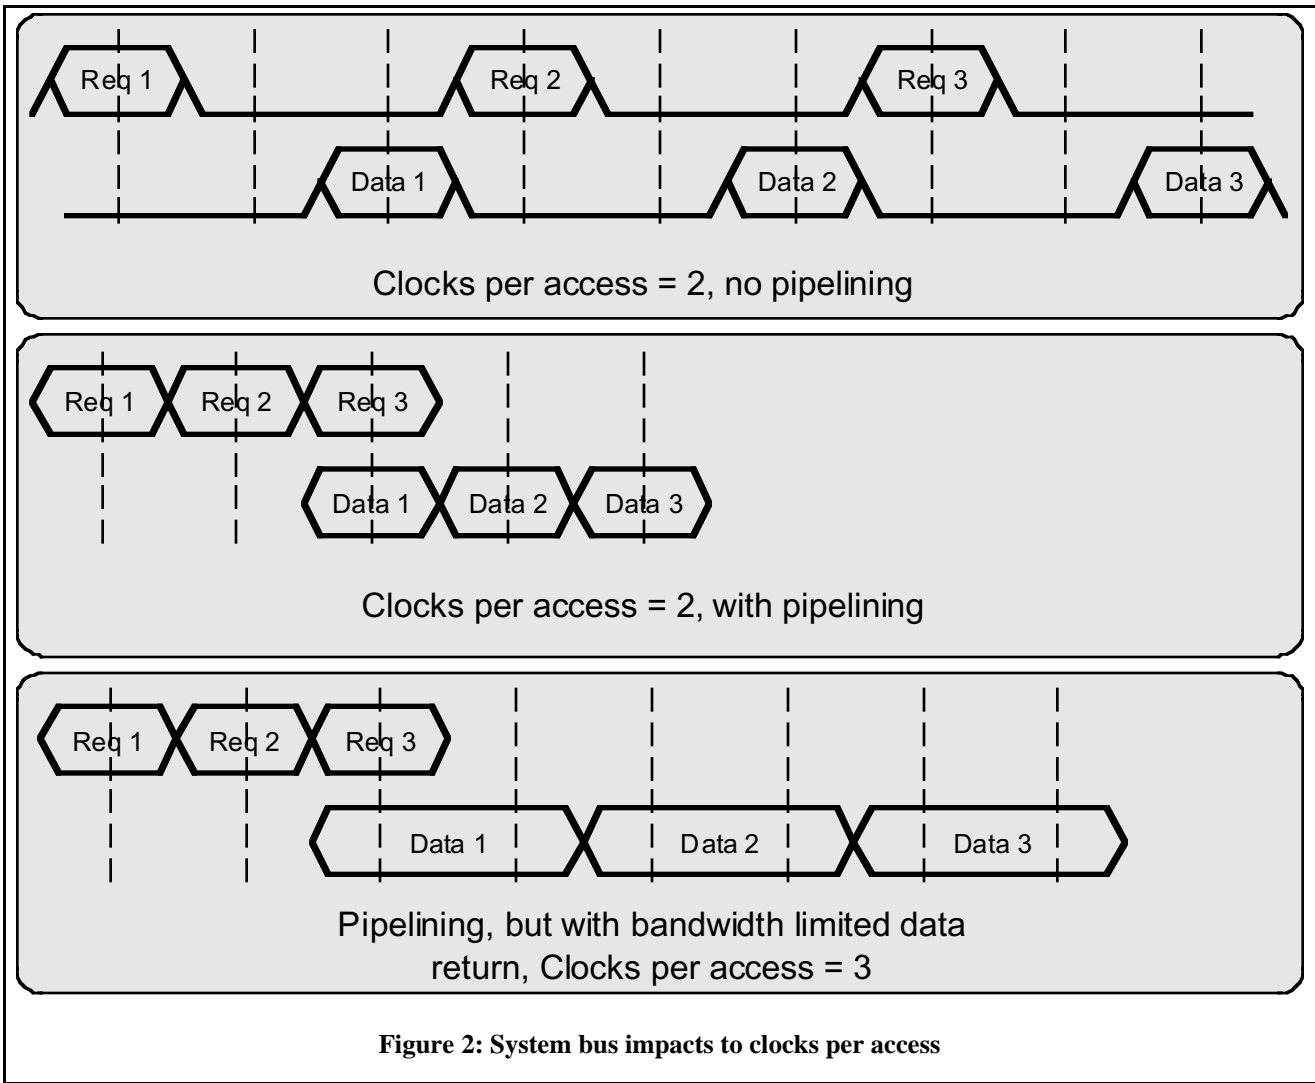 Req 1
Req 2
Req 3
Data 1
Data 2
Data 3
Clocks per access = 2, no pipelining
Req 1
Req 2
Req 3
Data 1
Data 2
Data 3
Clocks per access = 2, with pipelining
Req 1
Req 2
Req 3
Data 1
Data 2
Data 3
Pipelining, but with bandwidth limited data
return, Clocks per access = 3
Figure 2: System bus impacts to clocks per access